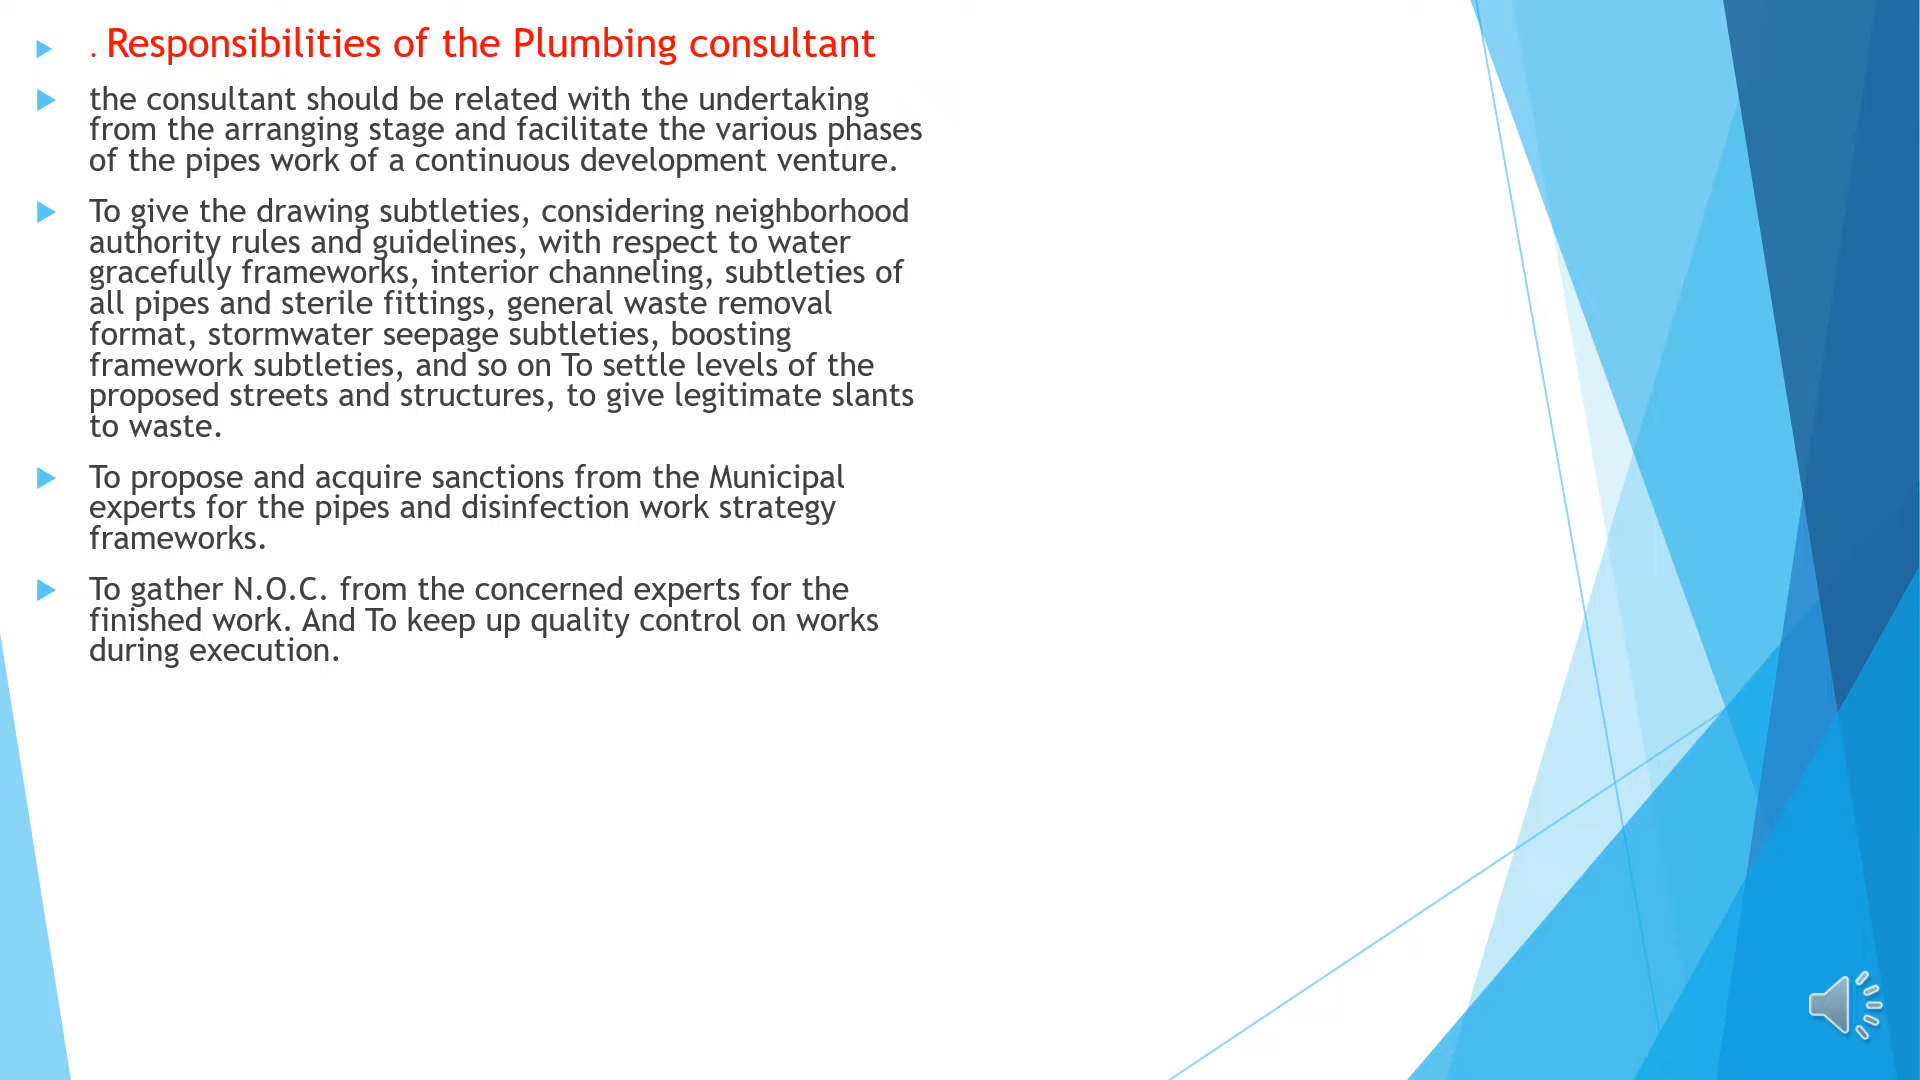 . Responsibilities of the Plumbing consultant
the consultant should be related with the undertaking
from the arranging stage and facilitate the various phases
of the pipes work of a continuous development venture.
To give the drawing subtleties, considering neighborhood
authority rules and guidelines, with respect to water
gracefully frameworks, interior channeling, subtleties of
all pipes and sterile fittings, general waste removal
format, stormwater seepage subtleties, boosting
framework subtleties, and so on To settle levels of the
proposed streets and structures, to give legitimate slants
to waste.
To propose and acquire sanctions from the Municipal
experts for the pipes and disinfection work strategy
frameworks.
To gather N.O.C. from the concerned experts for the
finished work. And To keep up quality control on works
during execution.